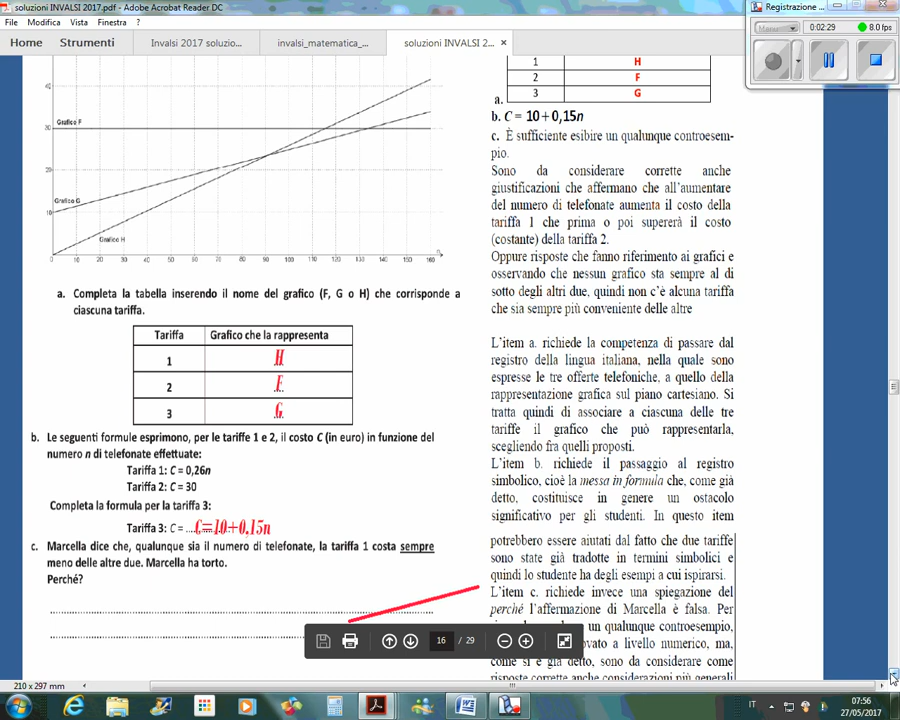 soluzioni INVALSI 2017.pdf - Adobe Acrobat Reader DC
File Modifica Vista Finestra ?
Home Strumenti Invalsi 2017 soluzio... invalsi_matematica_... soluzioni INVALSI 2... ×
Registrazione ...
Menu 0:02:29 8.0 fps
40
Grafico F
30
20
Grafico G
10
Grafico H
0 10 20 30 40 50 60 70 80 90 100 110 120 130 140 150 160
n
a. Completa la tabella inserendo il nome del grafico (F, G o H) che corrisponde a
ciascuna tariffa.
Tariffa Grafico che la rappresenta
1 H
2 F
3 G
b. Le seguenti formule esprimono, per le tariffe 1 e 2, il costo C (in euro) in funzione del
numero n di telefonate effettuate:
Tariffa 1: C = 0,26n
Tariffa 2: C = 30
Completa la formula per la tariffa 3:
Tariffa 3: C = ....C=10+0,15n
c. Marcella dice che, qualunque sia il numero di telefonate, la tariffa 1 costa sempre
meno delle altre due. Marcella ha torto.
Perché?
1 H
2 F
3 G
a.
b. C = 10+0,15n
c. È sufficiente esibire un qualunque controesem-
pio.
Sono da considerare corrette anche
giustificazioni che affermano che all'aumentare
del numero di telefonate aumenta il costo della
tariffa 1 che prima o poi supererà il costo
(costante) della tariffa 2.
Oppure risposte che fanno riferimento ai grafici e
osservando che nessun grafico sta sempre al di
sotto degli altri due, quindi non c'è alcuna tariffa
che sia sempre più conveniente delle altre
L'item a. richiede la competenza di passare dal
registro della lingua italiana, nella quale sono
espresse le tre offerte telefoniche, a quello della
rappresentazione grafica sul piano cartesiano. Si
tratta quindi di associare a ciascuna delle tre
tariffe il grafico che può rappresentarla,
scegliendo fra quelli proposti.
L'item b. richiede il passaggio al registro
simbolico, cioè la messa in formula che, come già
detto, costituisce in genere un ostacolo
significativo per gli studenti. In questo item
potrebbero essere aiutati dal fatto che due tariffe
sono state già tradotte in termini simbolici e
quindi lo studente ha degli esempi a cui ispirarsi.
L'item c. richiede invece una spiegazione del
perché l'affermazione di Marcella è falsa. Per
un qualunque controesempio,
ovato a livello numerico, ma,
come si è già detto, sono da considerare come
risposte corrette anche considerazioni più generali
16 / 29
210 x 297 mm
IT 07:56
27/05/2017